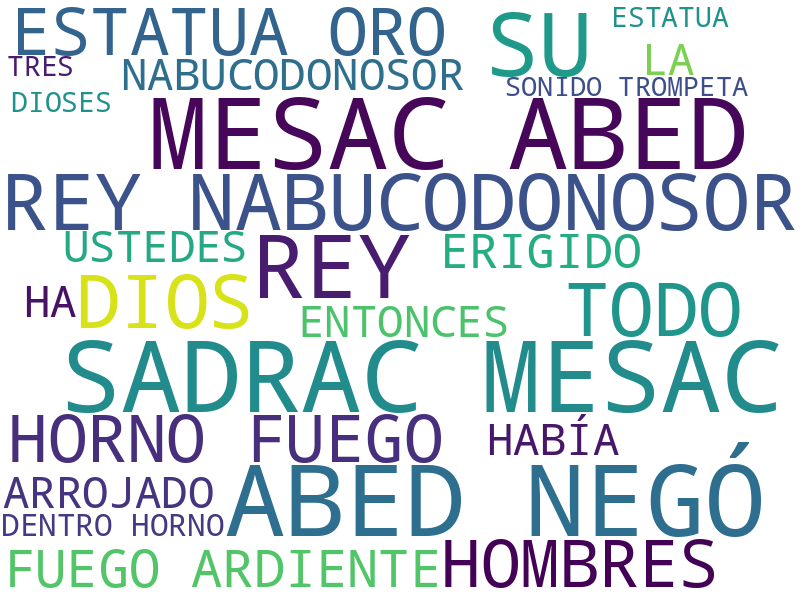 ESTATUA ORO
SU
ESTATUA
TRES
NABUCODONOSOR
LA
DIOSES
SONIDO TROMPETA
MESAC ABED
REY NABUCODONOSOR
USTEDES
REY
ERIGIDO
HA
DIOS
ENTONCES
TODO
SADRAC MESAC
HORNO FUEGO
HABÍA
ARROJADO
ABED NEGÓ
DENTRO HORNO
FUEGO ARDIENTE
HOMBRES